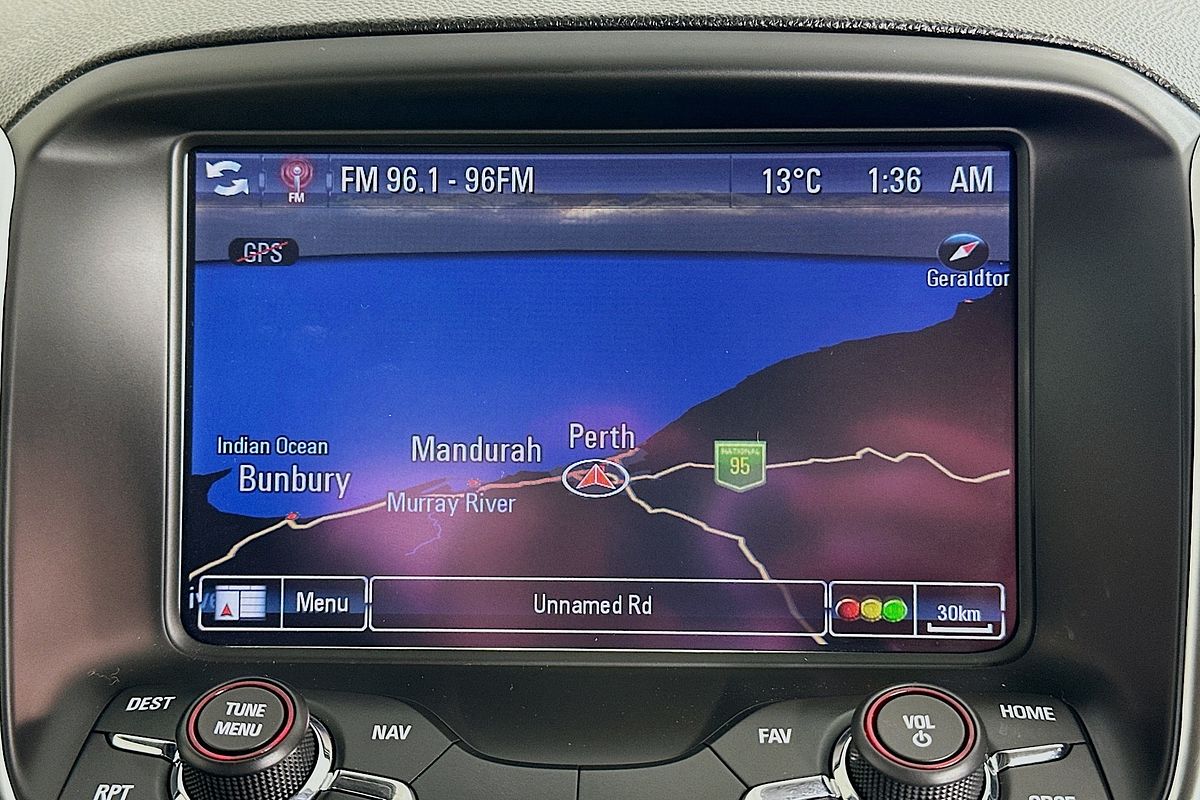 FM
FM 96.1 - 96FM
13°C
1:36 AM
GPS
Geraldton
Indian Ocean
Bunbury
Mandurah
Murray River
Perth
NATIONAL
95
Menu
Unnamed Rd
30km
DEST
TUNE
MENU
NAV
FAV
VOL
HOME
RPT